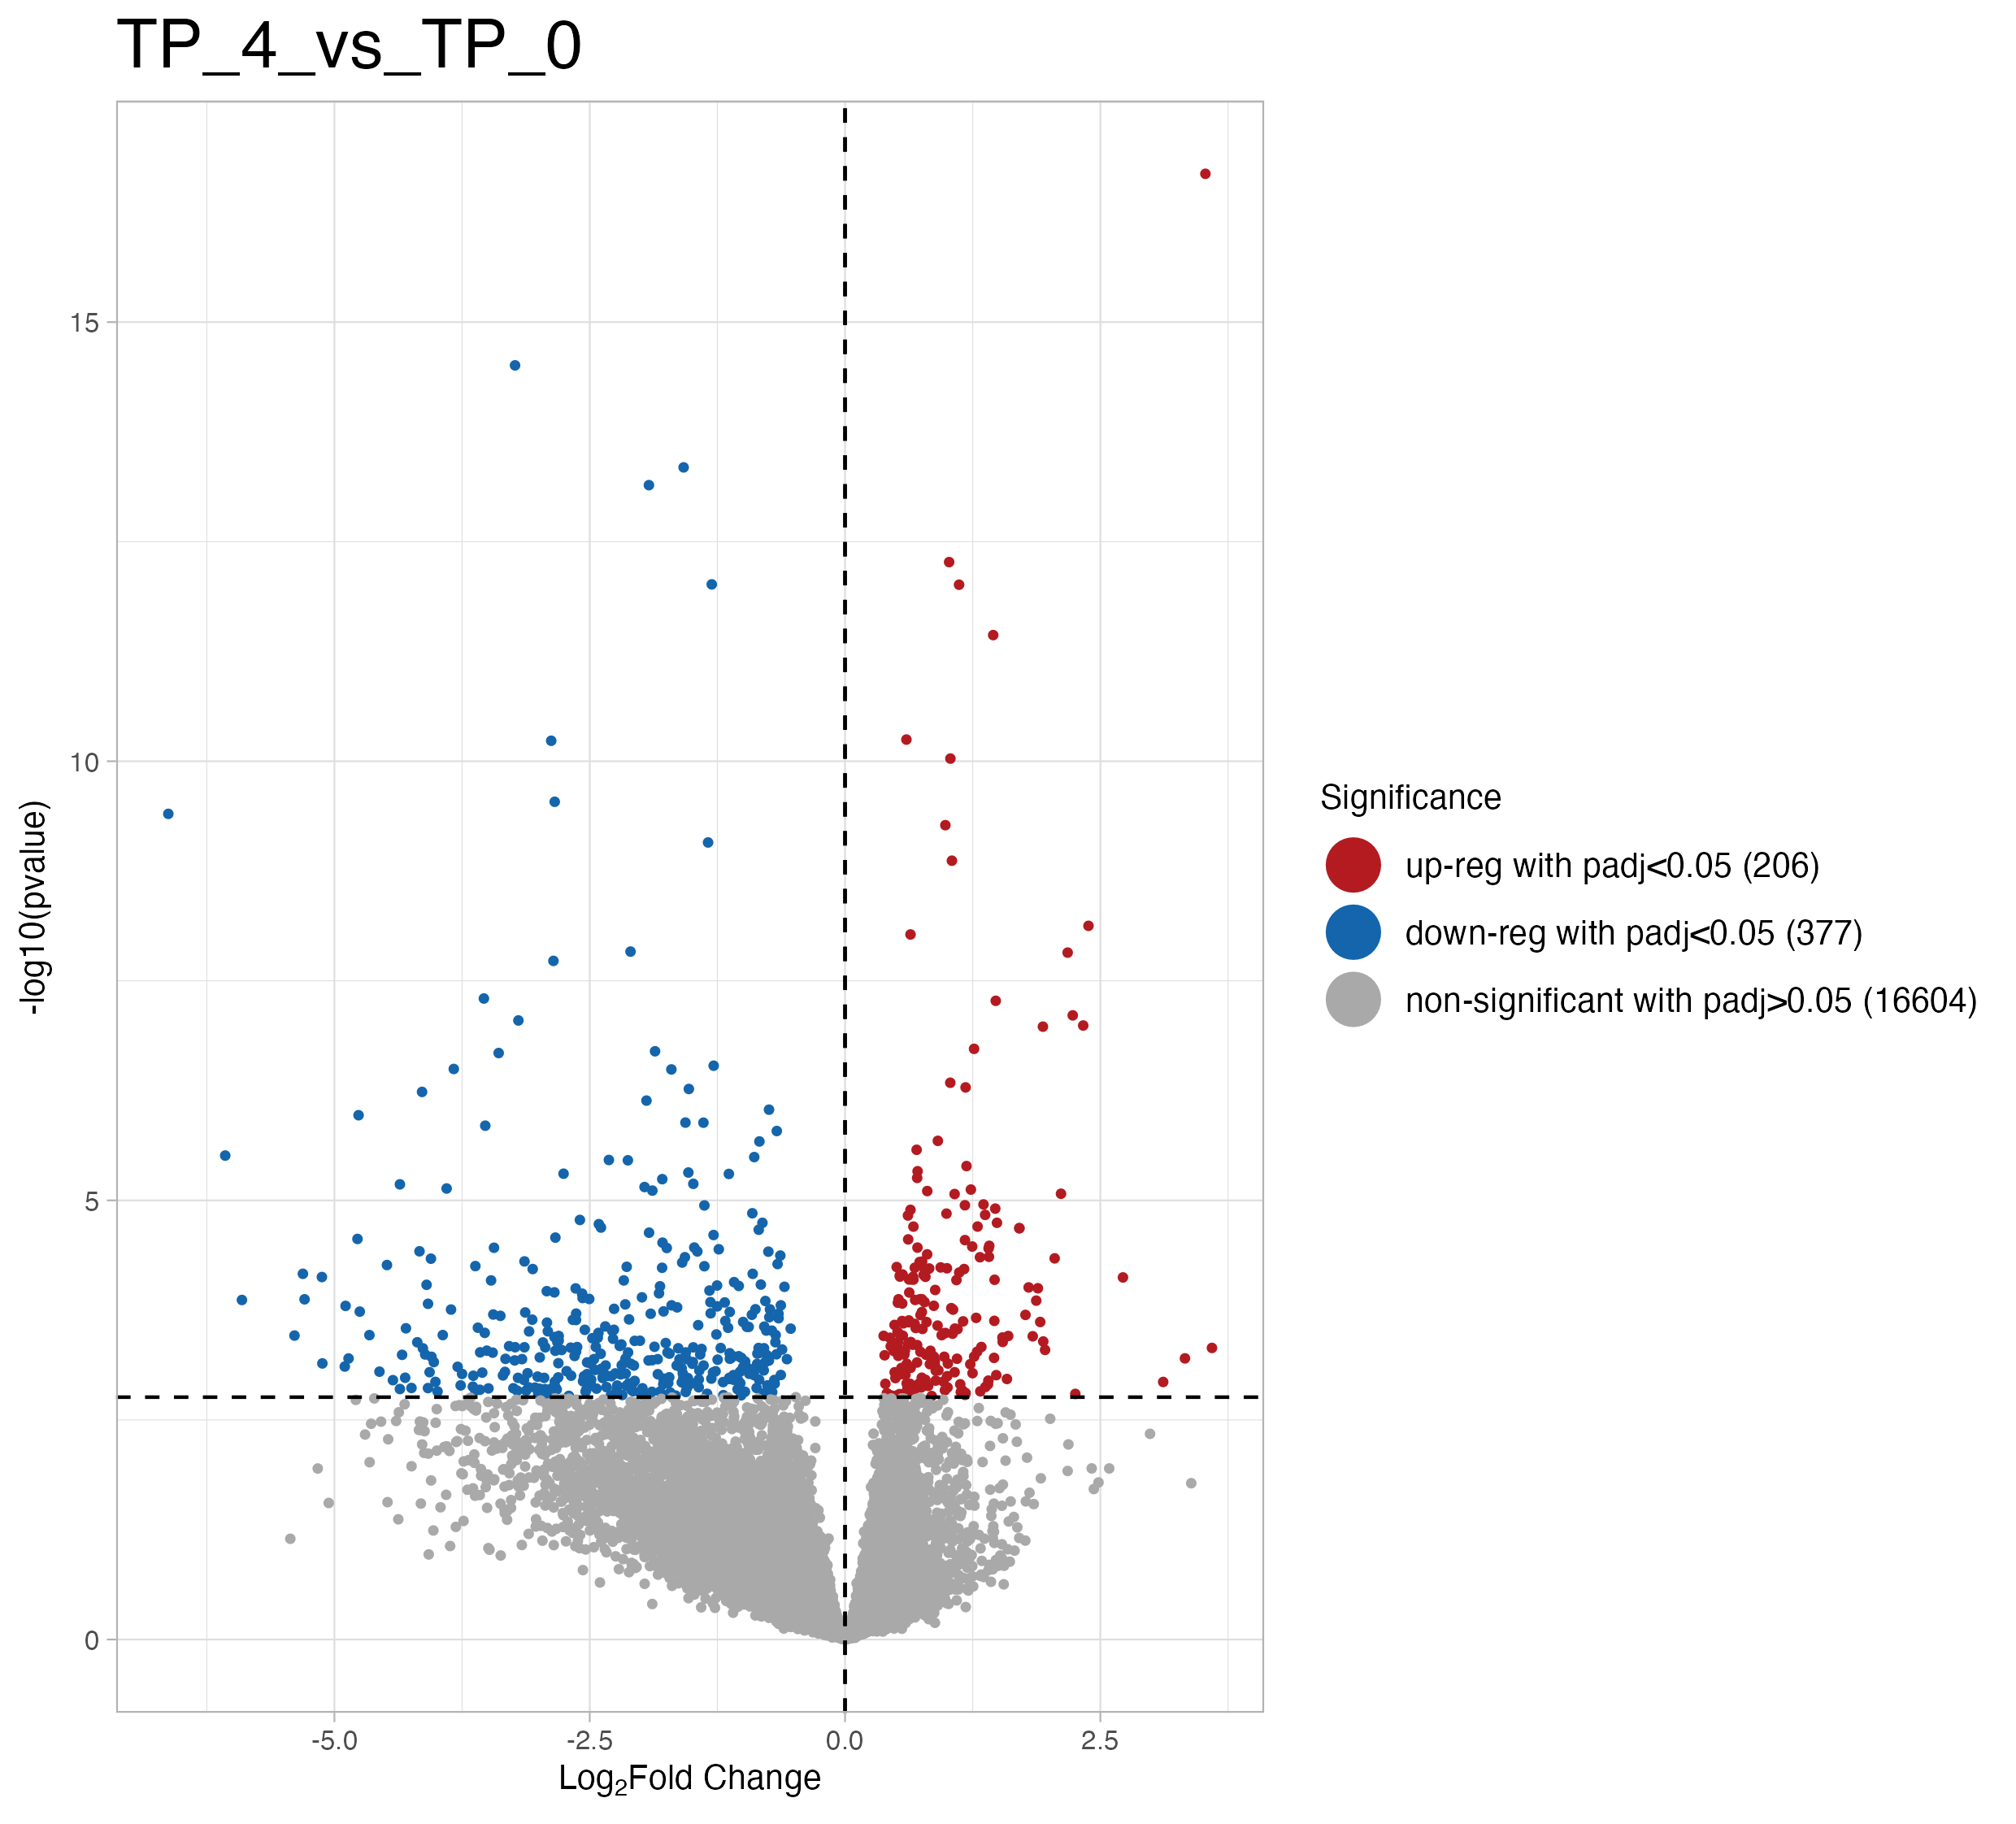 TP_4_vs_TP_0
15
10
5
0
-log10(pvalue)
-5.0
-2.5
0.0
2.5
Log₂Fold Change
Significance
up-reg with padj<0.05 (206)
down-reg with padj<0.05 (377)
non-significant with padj>0.05 (16604)